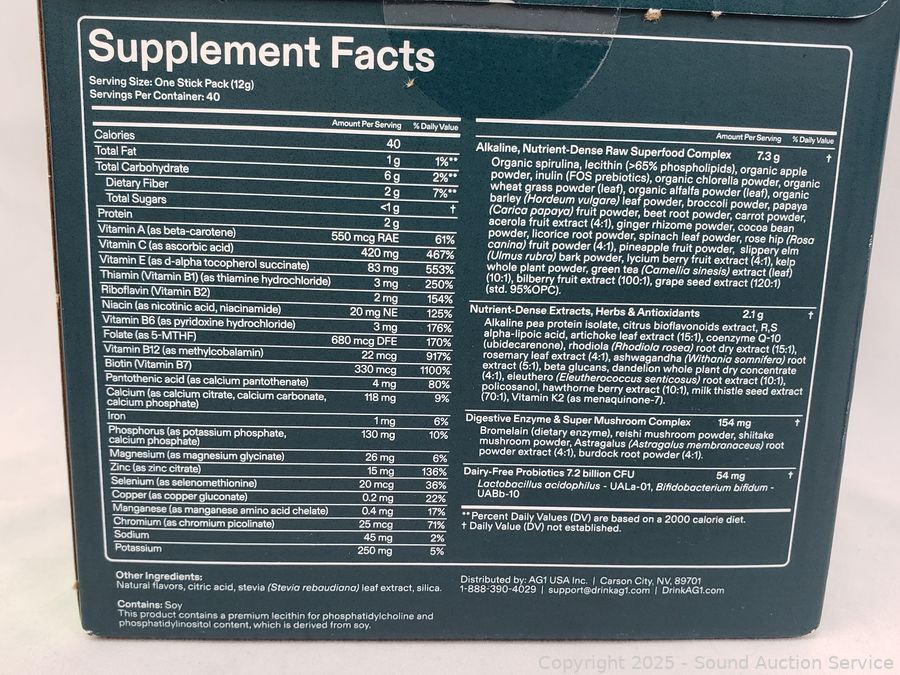 Supplement Facts
Serving Size: One Stick Pack (12g)
Servings Per Container: 40
Amount Per Serving % Daily Value
Calories 40
Total Fat 1 g 1%**
Total Carbohydrate 6 g 2%**
Dietary Fiber 2 g 7%**
Total Sugars <1 g †
Protein 2 g
Vitamin A (as beta-carotene) 550 mcg RAE 61%
Vitamin C (as ascorbic acid) 420 mg 467%
Vitamin E (as d-alpha tocopherol succinate) 83 mg 553%
Thiamin (Vitamin B1) (as thiamine hydrochloride) 3 mg 250%
Riboflavin (Vitamin B2) 2 mg 154%
Niacin (as nicotinic acid, niacinamide) 20 mg NE 125%
Vitamin B6 (as pyridoxine hydrochloride) 3 mg 176%
Folate (as 5-MTHF) 680 mcg DFE 170%
Vitamin B12 (as methylcobalamin) 22 mcg 917%
Biotin (Vitamin B7) 330 mcg 1100%
Pantothenic acid (as calcium pantothenate) 4 mg 80%
Calcium (as calcium citrate, calcium carbonate,
calcium phosphate) 118 mg 9%
Iron 1 mg 6%
Phosphorus (as potassium phosphate,
calcium phosphate) 130 mg 10%
Magnesium (as magnesium glycinate) 26 mg 6%
Zinc (as zinc citrate) 15 mg 136%
Selenium (as selenomethionine) 20 mcg 36%
Copper (as copper gluconate) 0.2 mg 22%
Manganese (as manganese amino acid chelate) 0.4 mg 17%
Chromium (as chromium picolinate) 25 mcg 71%
Sodium 45 mg 2%
Potassium 250 mg 5%
Amount Per Serving % Daily Value
Alkaline, Nutrient-Dense Raw Superfood Complex 7.3 g †
Organic spirulina, lecithin (>65% phospholipids), organic apple
powder, inulin (FOS prebiotics), organic chlorella powder, organic
wheat grass powder (leaf), organic alfalfa powder (leaf), organic
barley (Hordeum vulgare) leaf powder, broccoli powder, papaya
(Carica papaya) fruit powder, beet root powder, carrot powder,
acerola fruit extract (4:1), ginger rhizome powder, cocoa bean
powder, licorice root powder, spinach leaf powder, rose hip (Rosa
canina) fruit powder (4:1), pineapple fruit powder, slippery elm
(Ulmus rubra) bark powder, lycium berry fruit extract (4:1), kelp
whole plant powder, green tea (Camellia sinesis) extract (leaf)
(10:1), bilberry fruit extract (100:1), grape seed extract (120:1)
(std. 95%OPC).
Nutrient-Dense Extracts, Herbs & Antioxidants 2.1 g †
Alkaline pea protein isolate, citrus bioflavonoids extract, R,S
alpha-lipoic acid, artichoke leaf extract (15:1), coenzyme Q-10
(ubidecarenone), rhodiola (Rhodiola rosea) root dry extract (15:1),
rosemary leaf extract (4:1), ashwagandha (Withania somnifera) root
extract (5:1), beta glucans, dandelion whole plant dry concentrate
(4:1), eleuthero (Eleutherococcus senticosus) root extract (10:1),
policosanol, hawthorne berry extract (10:1), milk thistle seed extract
(70:1), Vitamin K2 (as menaquinone-7).
Digestive Enzyme & Super Mushroom Complex 154 mg †
Bromelain (dietary enzyme), reishi mushroom powder, shiitake
mushroom powder, Astragalus (Astragalus membranaceus) root
powder extract (4:1), burdock root powder (4:1).
Dairy-Free Probiotics 7.2 billion CFU 54 mg †
Lactobacillus acidophilus - UALa-01, Bifidobacterium bifidum -
UABb-10
**Percent Daily Values (DV) are based on a 2000 calorie diet.
† Daily Value (DV) not established.
Other Ingredients:
Natural flavors, citric acid, stevia (Stevia rebaudiana) leaf extract, silica.
Contains: Soy
This product contains a premium lecithin for phosphatidylcholine and
phosphatidylinositol content, which is derived from soy.
Distributed by: AG1 USA Inc. | Carson City, NV, 89701
1-888-390-4029 | support@drinkag1.com | DrinkAG1.com
Copyright 2025 - Sound Auction Service